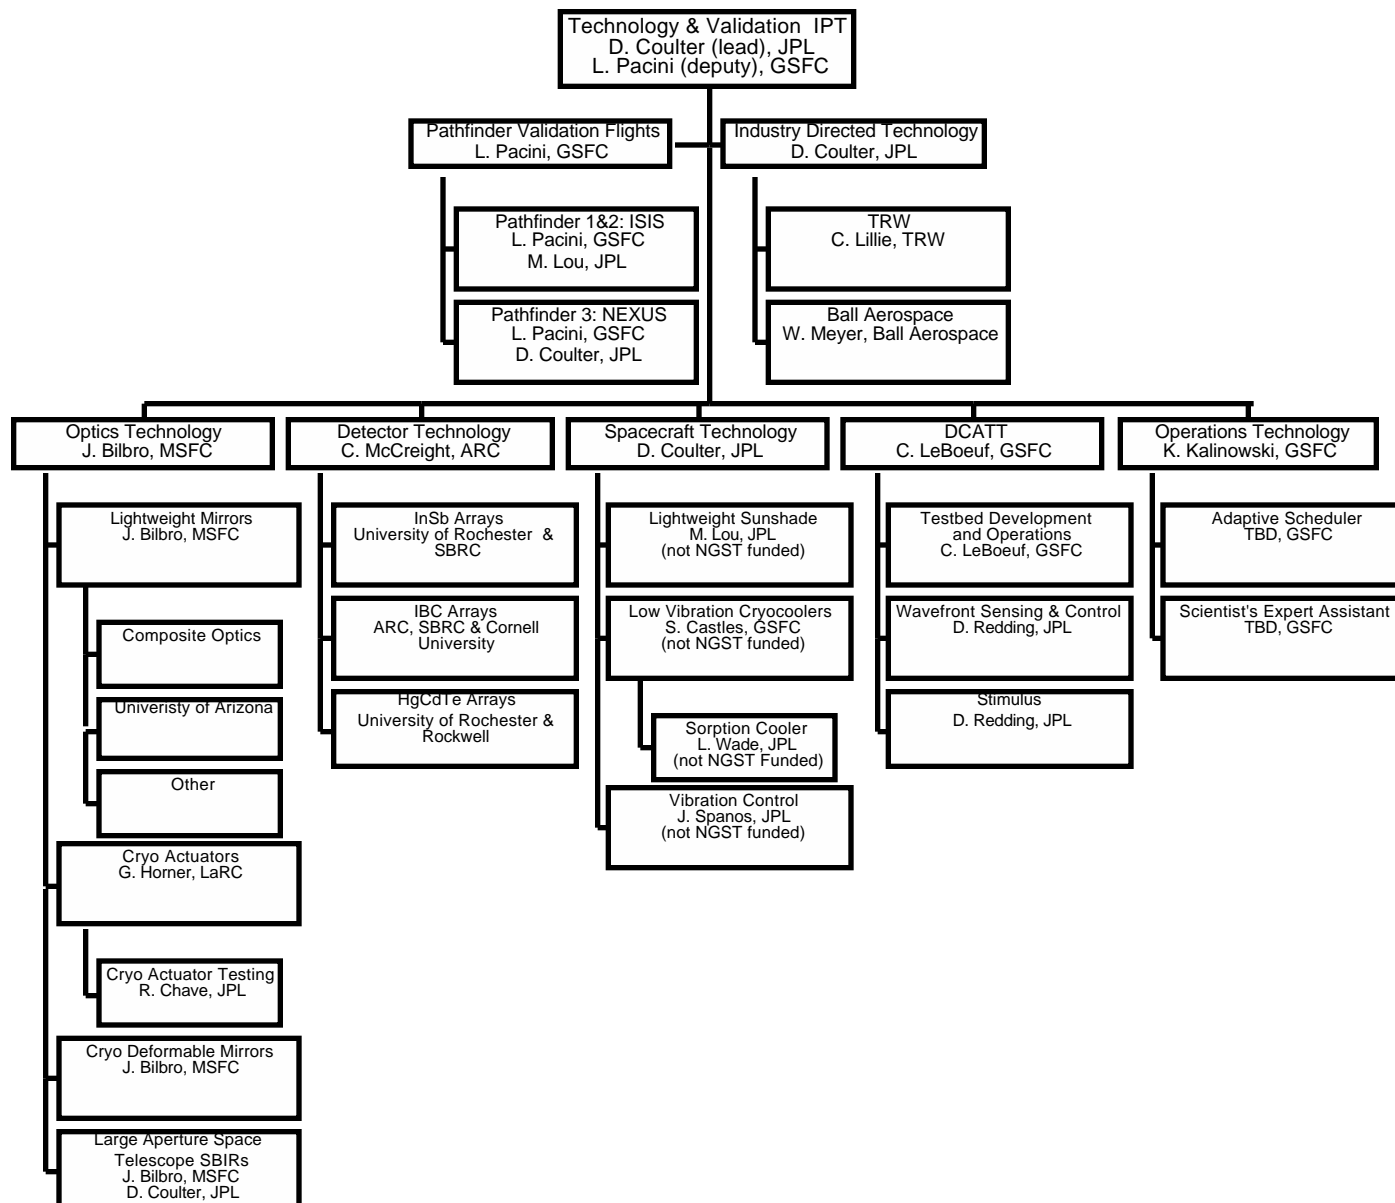 Technology & Validation IPT
D. Coulter (lead), JPL
L. Pacini (deputy), GSFC
Pathfinder Validation Flights
L. Pacini, GSFC
Industry Directed Technology
D. Coulter, JPL
Pathfinder 1&2: ISIS
L. Pacini, GSFC
M. Lou, JPL
TRW
C. Lillie, TRW
Pathfinder 3: NEXUS
L. Pacini, GSFC
D. Coulter, JPL
Ball Aerospace
W. Meyer, Ball Aerospace
Optics Technology
J. Bilbro, MSFC
Detector Technology
C. McCreight, ARC
Spacecraft Technology
D. Coulter, JPL
DCATT
C. LeBoeuf, GSFC
Operations Technology
K. Kalinowski, GSFC
Lightweight Mirrors
J. Bilbro, MSFC
Composite Optics
Univeristy of Arizona
Other
Cryo Actuators
G. Horner, LaRC
Cryo Actuator Testing
R. Chave, JPL
Cryo Deformable Mirrors
J. Bilbro, MSFC
Large Aperture Space
Telescope SBIRs
J. Bilbro, MSFC
D. Coulter, JPL
InSb Arrays
University of Rochester &
SBRC
IBC Arrays
ARC, SBRC & Cornell
University
HgCdTe Arrays
University of Rochester &
Rockwell
Lightweight Sunshade
M. Lou, JPL
(not NGST funded)
Low Vibration Cryocoolers
S. Castles, GSFC
(not NGST funded)
Sorption Cooler
L. Wade, JPL
(not NGST Funded)
Vibration Control
J. Spanos, JPL
(not NGST funded)
Testbed Development
and Operations
C. LeBoeuf, GSFC
Wavefront Sensing & Control
D. Redding, JPL
Stimulus
D. Redding, JPL
Adaptive Scheduler
TBD, GSFC
Scientist's Expert Assistant
TBD, GSFC